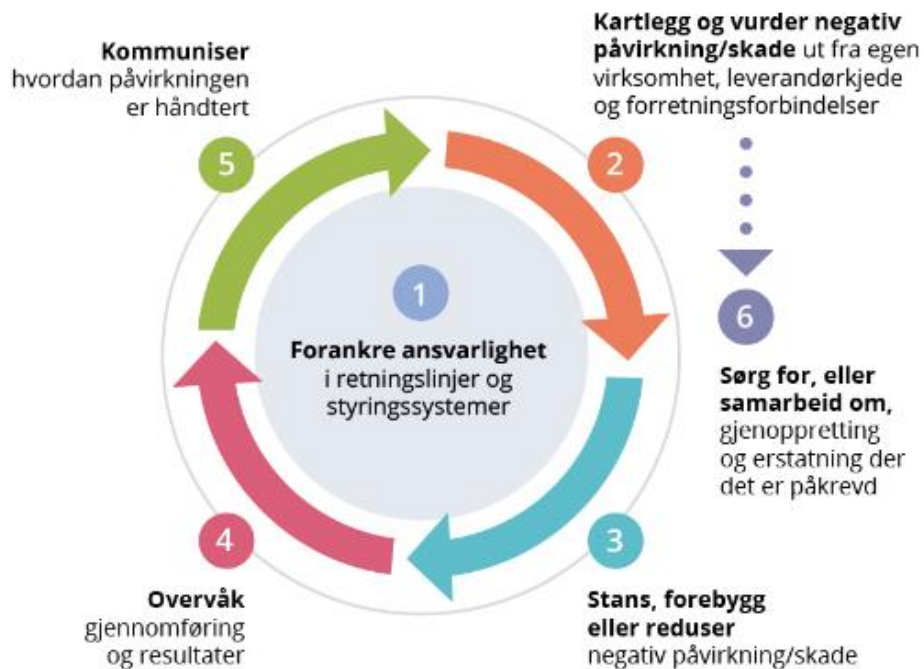 1
Forankre ansvarlighet
i retningslinjer og
styringssystemer
2
Kartlegg og vurder negativ
påvirkning/skade ut fra egen
virksomhet, leverandørkjede
og forretningsforbindelser
3
Stans, forebygg
eller reduser
negativ påvirkning/skade
4
Overvåk
gjennomføring
og resultater
5
Kommuniser
hvordan påvirkningen
er håndtert
6
Sørg for, eller
samarbeid om,
gjenoppretting
og erstatning der
det er påkrevd